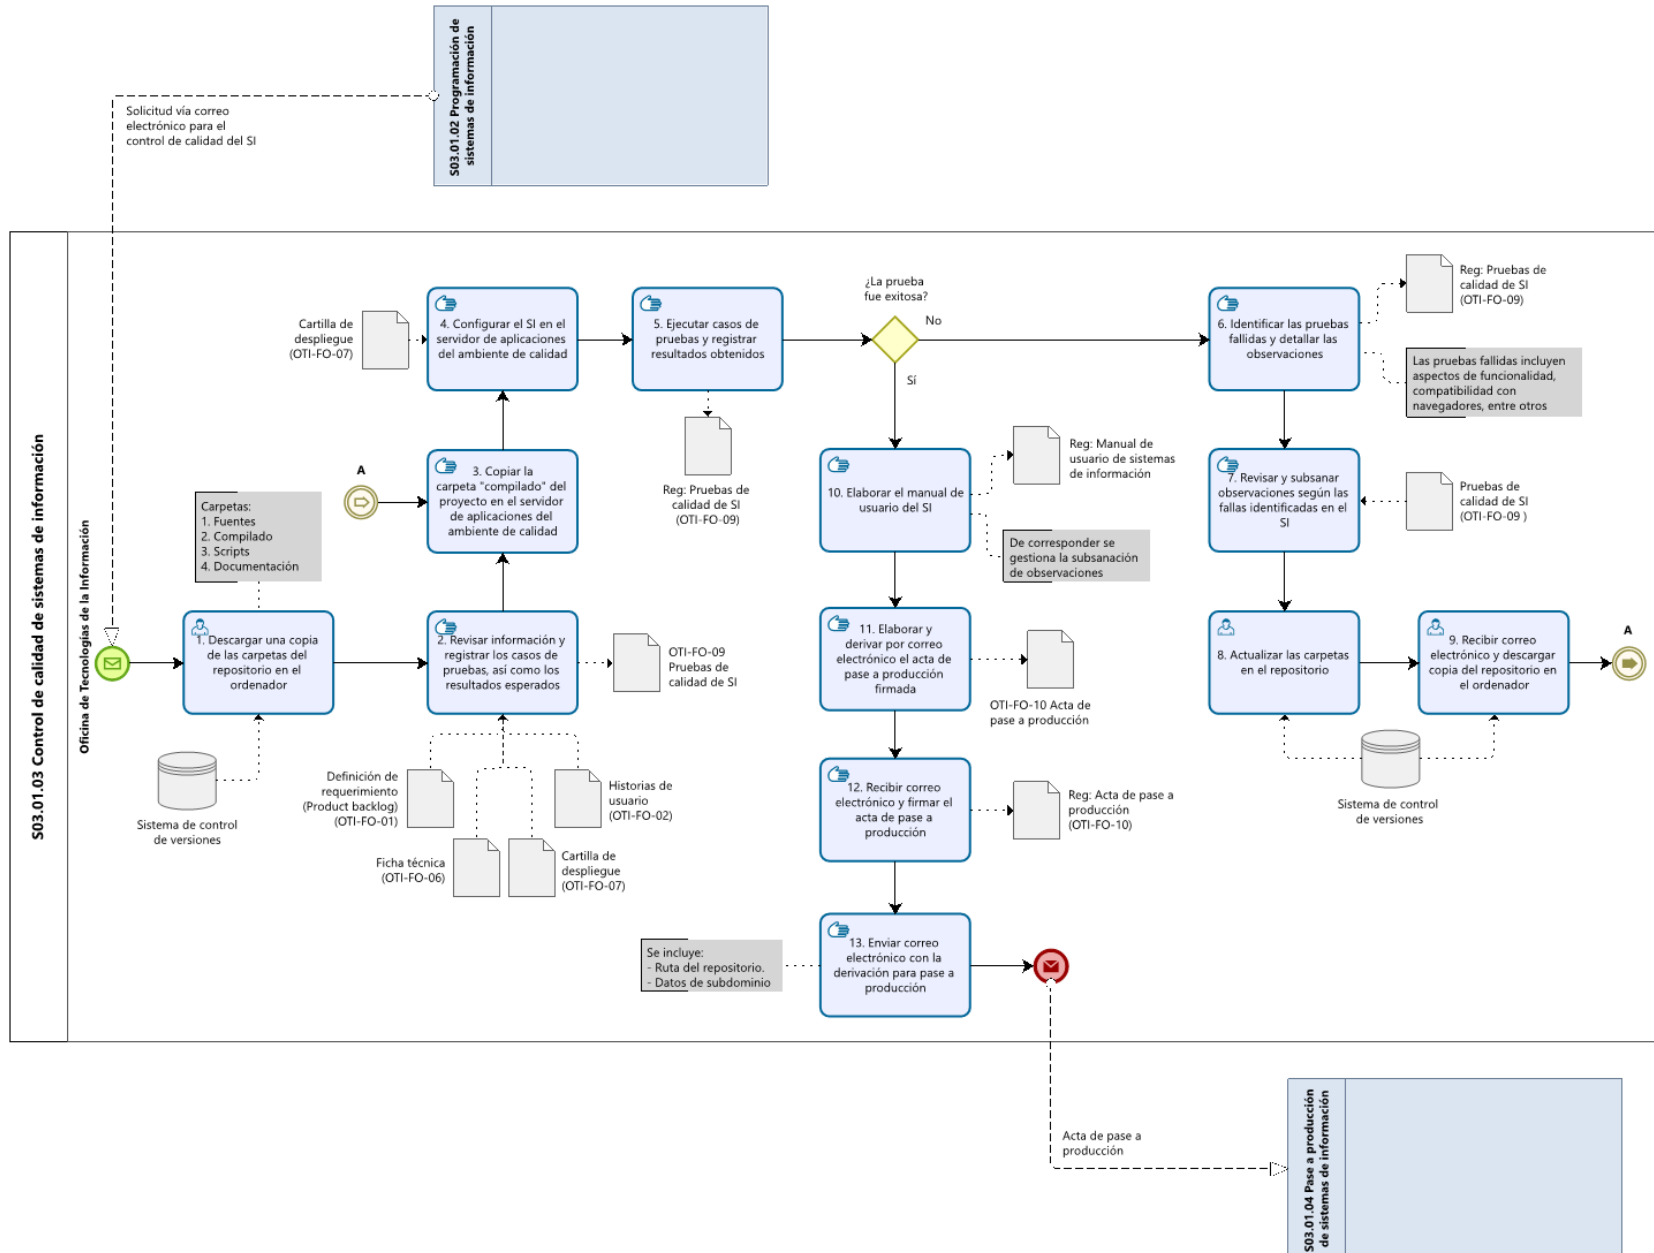 S03.01.02 Programación de
sistemas de información
Solicitud vía correo
electrónico para el
control de calidad del SI
S03.01.03 Control de calidad de sistemas de información
Oficina de Tecnologías de la Información
Carpetas:
1. Fuentes
2. Compilado
3. Scripts
4. Documentación
1. Descargar una copia
de las carpetas del
repositorio en el
ordenador
Sistema de control
de versiones
2. Revisar información y
registrar los casos de
pruebas, así como los
resultados esperados
OTI-FO-09
Pruebas de
calidad de SI
Definición de
requerimiento
(Product backlog)
(OTI-FO-01)
Historias de
usuario
(OTI-FO-02)
Ficha técnica
(OTI-FO-06)
Cartilla de
despliegue
(OTI-FO-07)
A
3. Copiar la
carpeta "compilado" del
proyecto en el servidor
de aplicaciones del
ambiente de calidad
Cartilla de
despliegue
(OTI-FO-07)
4. Configurar el SI en el
servidor de aplicaciones
del ambiente de calidad
5. Ejecutar casos de
pruebas y registrar
resultados obtenidos
Reg: Pruebas de
calidad de SI
(OTI-FO-09)
¿La prueba
fue exitosa?
No
Sí
6. Identificar las pruebas
fallidas y detallar las
observaciones
Reg: Pruebas de
calidad de SI
(OTI-FO-09)
Las pruebas fallidas incluyen
aspectos de funcionalidad,
compatibilidad con
navegadores, entre otros
7. Revisar y subsanar
observaciones según las
fallas identificadas en el
SI
Pruebas de
calidad de SI
(OTI-FO-09 )
8. Actualizar las carpetas
en el repositorio
9. Recibir correo
electrónico y descargar
copia del repositorio en
el ordenador
A
Sistema de control
de versiones
10. Elaborar el manual de
usuario del SI
Reg: Manual de
usuario de sistemas
de información
De corresponder se
gestiona la subsanación
de observaciones
11. Elaborar y
derivar por correo
electrónico el acta de
pase a producción
firmada
OTI-FO-10 Acta de
pase a producción
12. Recibir correo
electrónico y firmar el
acta de pase a
producción
Reg: Acta de pase a
producción
(OTI-FO-10)
13. Enviar correo
electrónico con la
derivación para pase a
producción
Se incluye:
- Ruta del repositorio.
- Datos de subdominio
Acta de pase a
producción
S03.01.04 Pase a producción
de sistemas de información